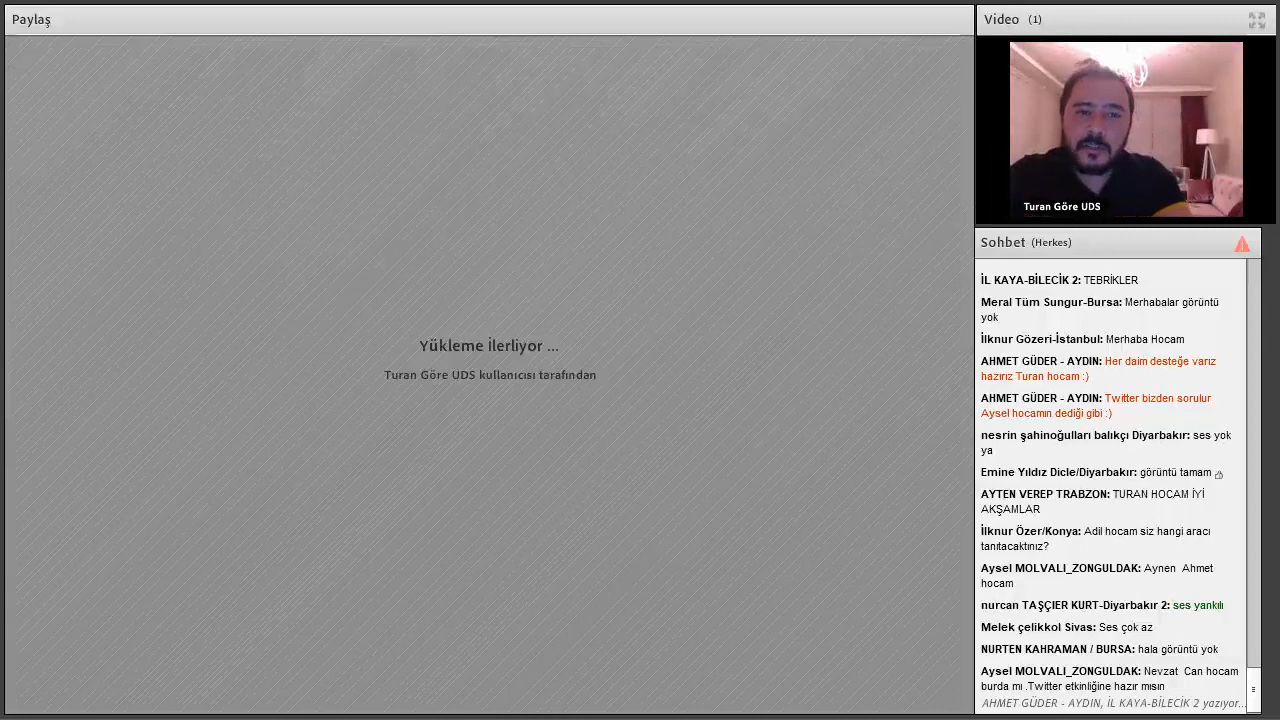 Paylaş
Yükleme İlerliyor ...
Turan Göre UDS kullanıcısı tarafından
Video (1)
Turan Göre UDS
Sohbet (Herkes)
İL KAYA-BİLECİK 2: TEBRİKLER
Meral Tüm Sungur-Bursa: Merhabalar görüntü
yok
İlknur Gözeri-İstanbul: Merhaba Hocam
AHMET GÜDER - AYDIN: Her daim desteğe varız
hazırız Turan hocam :)
AHMET GÜDER - AYDIN: Twitter bizden sorulur
Aysel hocamın dediği gibi :)
nesrin şahinoğulları balıkçı Diyarbakır: ses yok
ya
Emine Yıldız Dicle/Diyarbakır: görüntü tamam
AYTEN VEREP TRABZON: TURAN HOCAM İYİ
AKŞAMLAR
İlknur Özer/Konya: Adil hocam siz hangi aracı
tanıtacaktınız?
Aysel MOLVALI_ZONGULDAK: Aynen Ahmet
hocam
nurcan TAŞÇIER KURT-Diyarbakır 2: ses yankılı
Melek çelikkol Sivas: Ses çok az
NURTEN KAHRAMAN / BURSA: hala görüntü yok
Aysel MOLVALI_ZONGULDAK: Nevzat Can hocam
burda mı .Twitter etkinliğine hazır mısın
AHMET GÜDER - AYDIN, İL KAYA-BİLECİK 2 yazıyor...